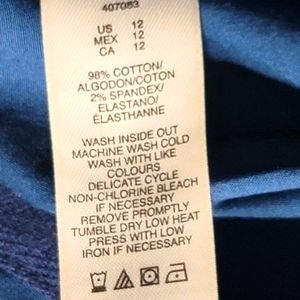 407053
US 12
MEX 12
CA 12
98% COTTON/
ALGODON/COTON
2% SPANDEX/
ELASTANO/
ÉLASTHANNE
WASH INSIDE OUT
MACHINE WASH COLD
WASH WITH LIKE
COLOURS
DELICATE CYCLE
NON-CHLORINE BLEACH
IF NECESSARY
REMOVE PROMPTLY
TUMBLE DRY LOW HEAT
PRESS WITH LOW
IRON IF NECESSARY